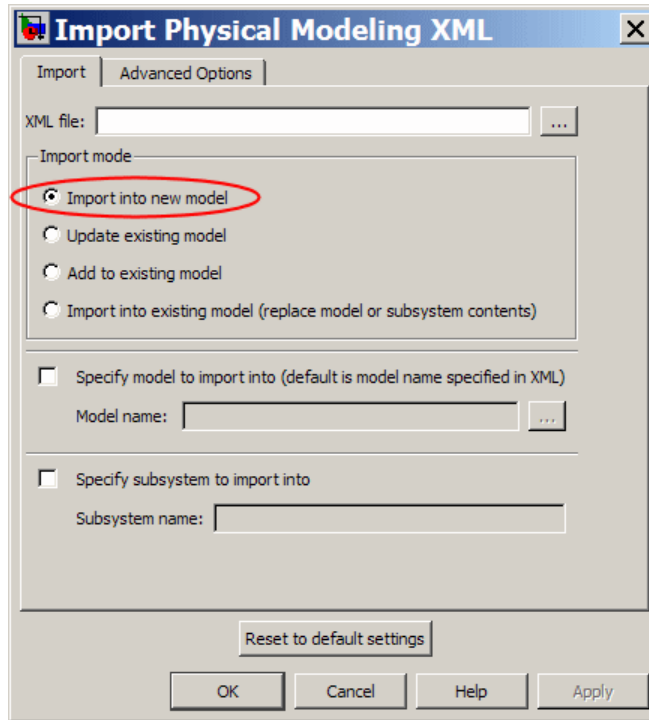 Import Physical Modeling XML
Import Advanced Options
XML file: ...
Import mode
Import into new model
Update existing model
Add to existing model
Import into existing model (replace model or subsystem contents)
Specify model to import into (default is model name specified in XML)
Model name: ...
Specify subsystem to import into
Subsystem name:
Reset to default settings
OK Cancel Help Apply